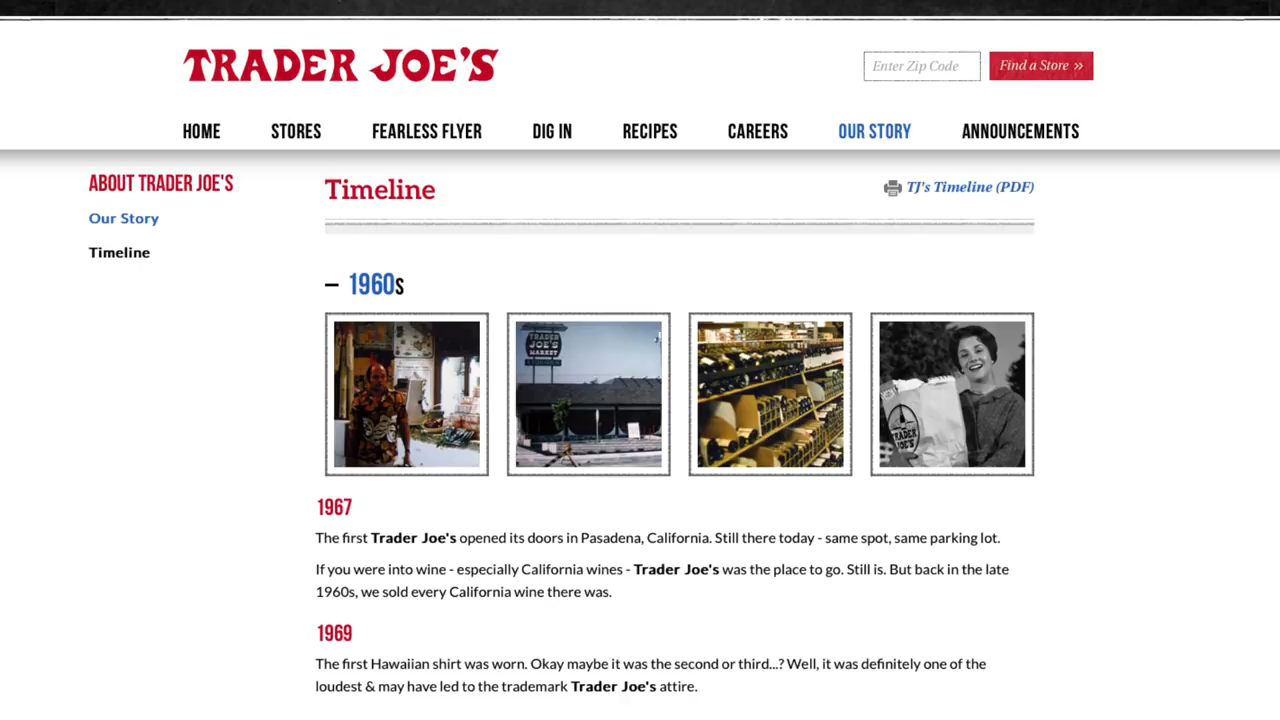 TRADER JOE'S
Enter Zip Code
Find a Store »
HOME STORES FEARLESS FLYER DIG IN RECIPES CAREERS OUR STORY ANNOUNCEMENTS
ABOUT TRADER JOE'S
Our Story
Timeline
Timeline
TJ's Timeline (PDF)
– 1960s
TRADER
JOE'S
MARKET
TRADER
JOE'S
1967
The first Trader Joe's opened its doors in Pasadena, California. Still there today - same spot, same parking lot.
If you were into wine - especially California wines - Trader Joe's was the place to go. Still is. But back in the late
1960s, we sold every California wine there was.
1969
The first Hawaiian shirt was worn. Okay maybe it was the second or third...? Well, it was definitely one of the
loudest & may have led to the trademark Trader Joe's attire.